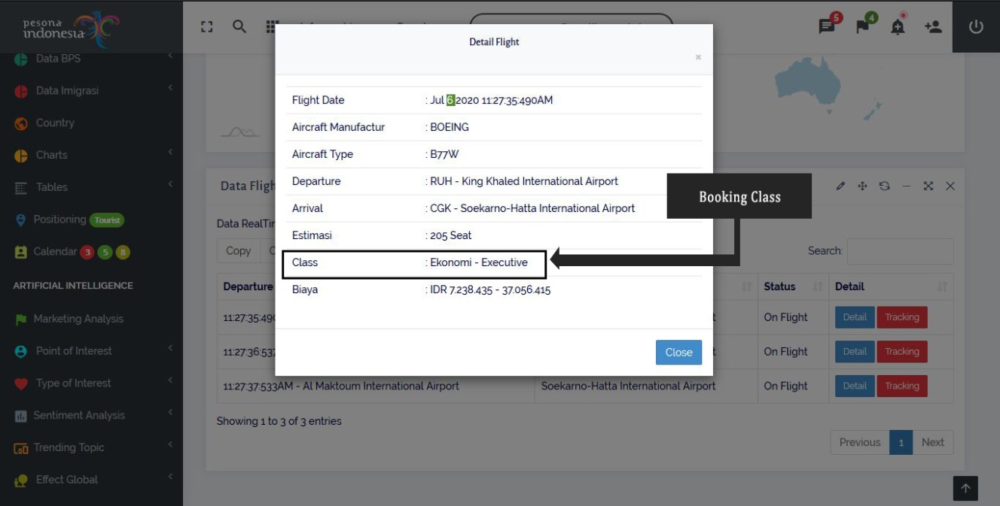 pesona
indonesia
5
4
Data BPS
Data Imigrasi
Country
Charts
Tables
Positioning Tourist
Calendar 3 5 8
ARTIFICIAL INTELLIGENCE
Marketing Analysis
Point of Interest
Type of Interest
Sentiment Analysis
Trending Topic
Effect Global
Detail Flight
×
Flight Date : Jul 6 2020 11:27:35:490AM
Aircraft Manufactur : BOEING
Aircraft Type : B77W
Departure : RUH - King Khaled International Airport
Arrival : CGK - Soekarno-Hatta International Airport
Estimasi : 205 Seat
Class : Ekonomi - Executive
Biaya : IDR 7.238.435 - 37.056.415
Close
Booking Class
Data Fligh
Data RealTi
Copy
Search:
Departure Status Detail
11:27:35:490 On Flight Detail Tracking
11:27:36:537 On Flight Detail Tracking
11:27:37:533AM - Al Maktoum International Airport Soekarno-Hatta International Airport On Flight Detail Tracking
Showing 1 to 3 of 3 entries
Previous 1 Next